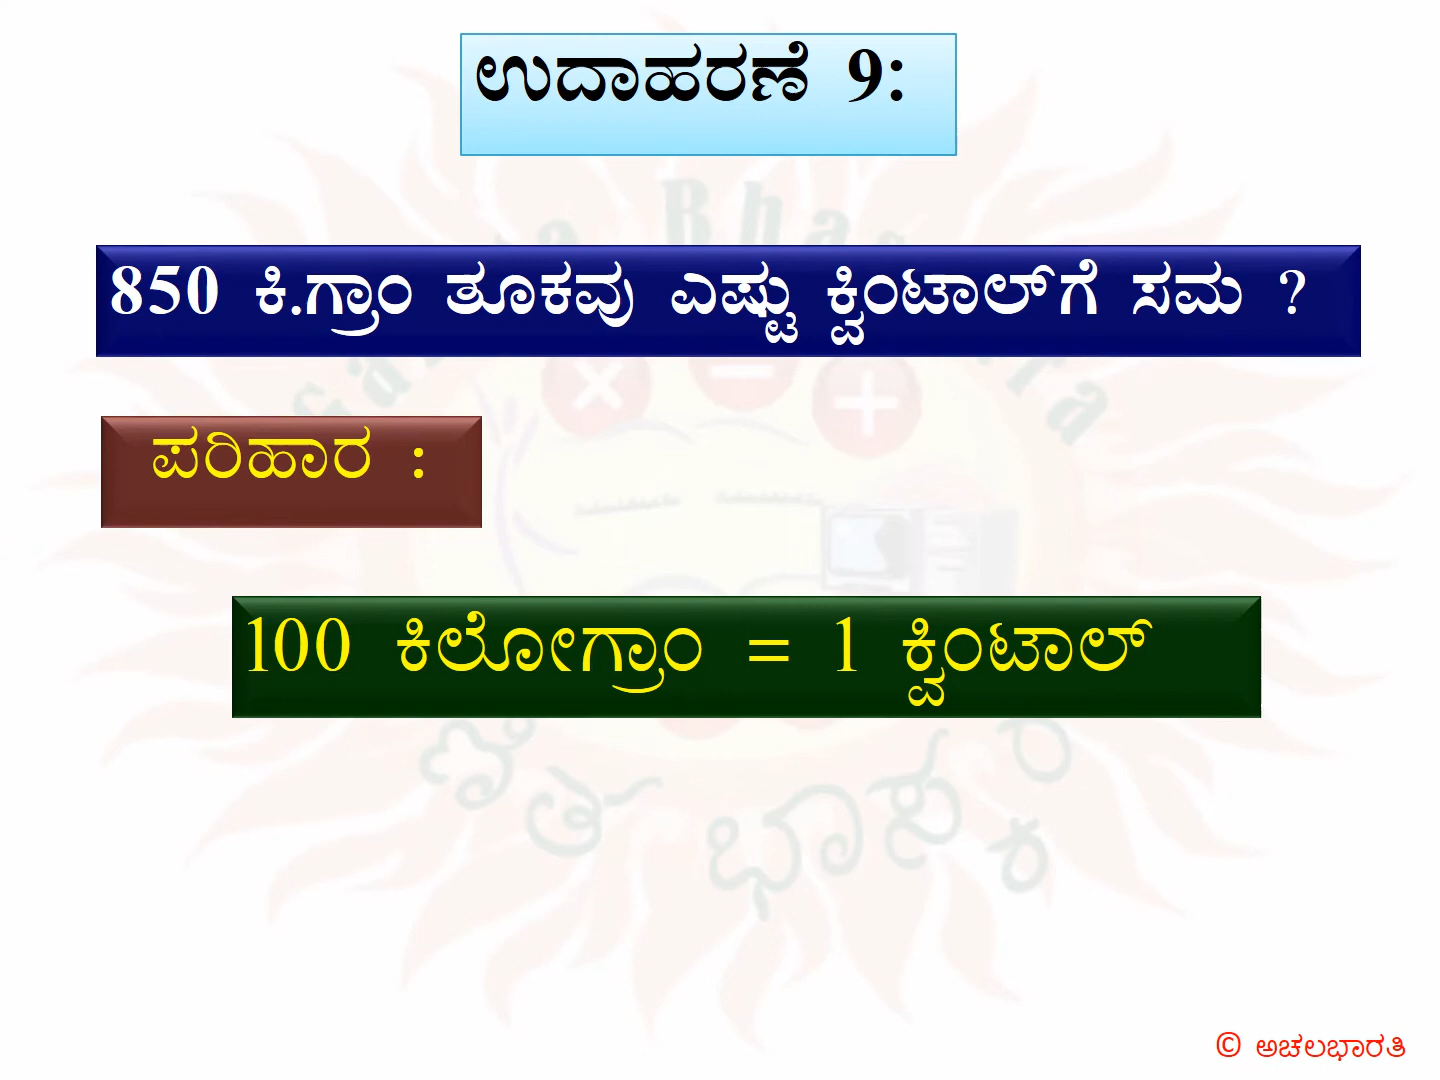 ಉದಾಹರಣೆ 9:
850 ಕಿ.ಗ್ರಾಂ ತೂಕವು ಎಷ್ಟು ಕ್ವಿಂಟಾಲ್‌ಗೆ ಸಮ ?
ಪರಿಹಾರ :
100 ಕಿಲೋಗ್ರಾಂ = 1 ಕ್ವಿಂಟಾಲ್
© ಅಚಲಭಾರತಿ